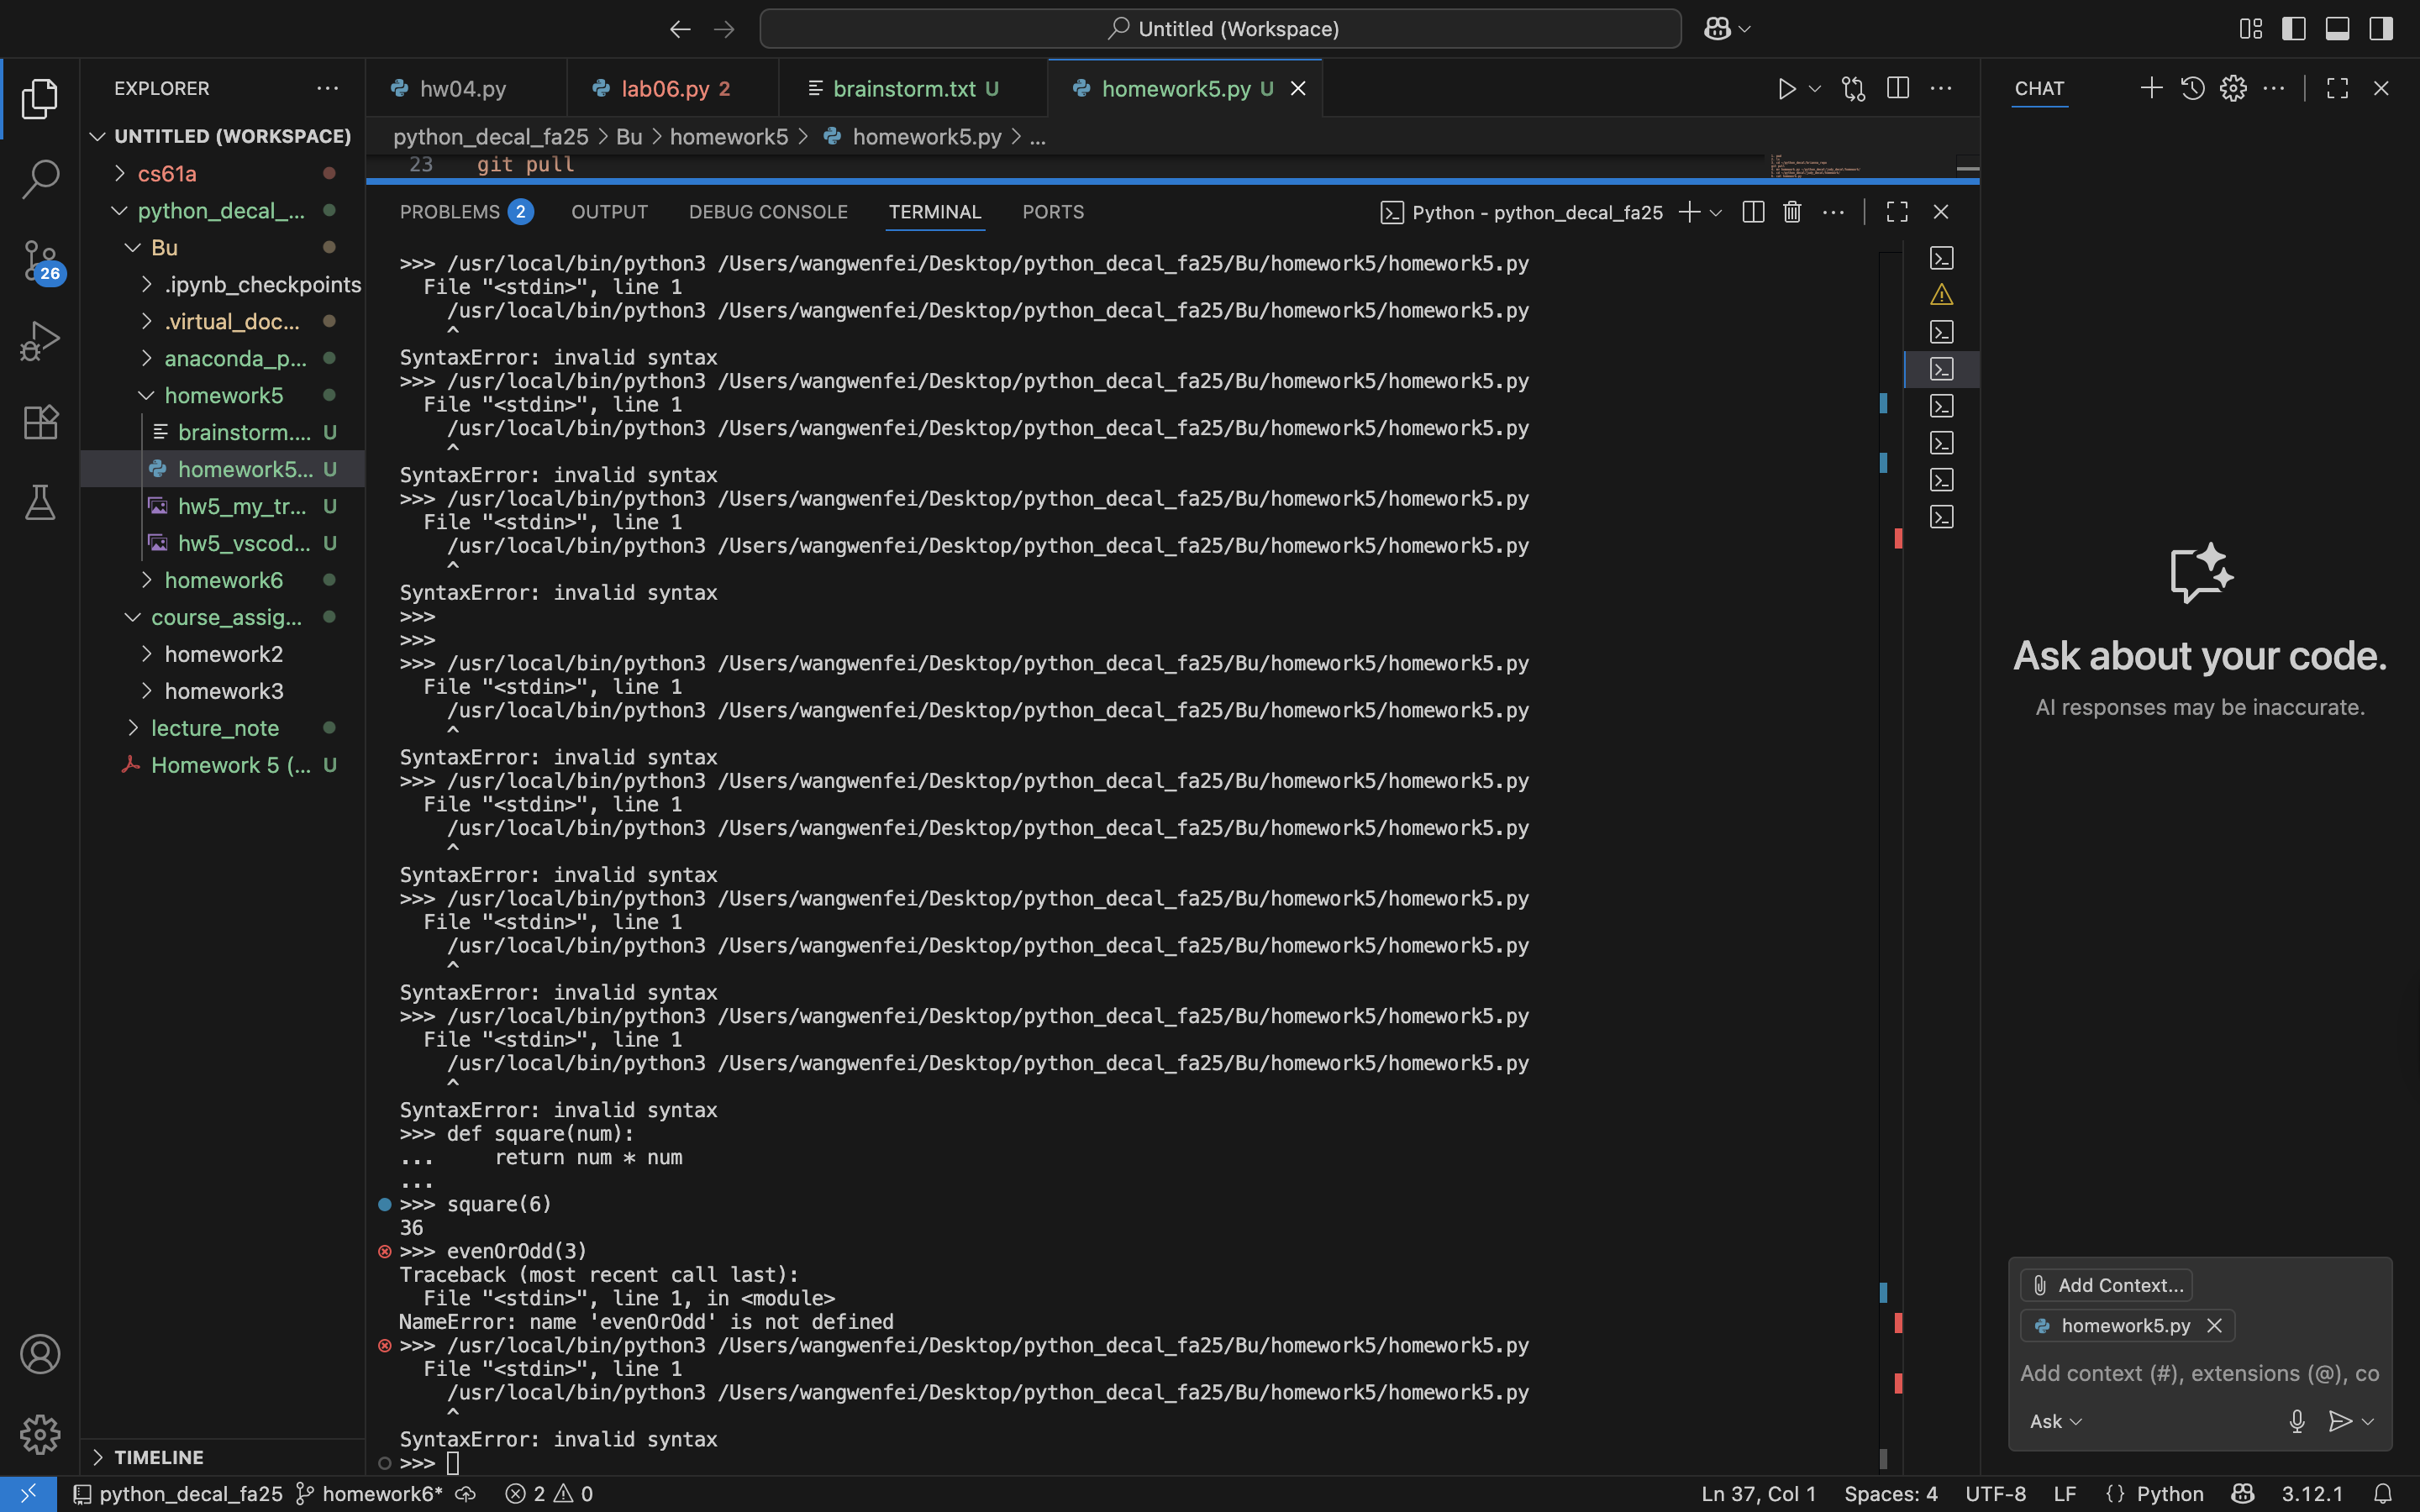 Untitled (Workspace)
EXPLORER
UNTITLED (WORKSPACE)
cs61a
python_decal_...
Bu
.ipynb_checkpoints
.virtual_doc...
anaconda_p...
homework5
brainstorm.... U
homework5... U
hw5_my_tr... U
hw5_vscod... U
homework6
course_assig...
homework2
homework3
lecture_note
Homework 5 (... U
TIMELINE
26
hw04.py
lab06.py 2
brainstorm.txt U
homework5.py U
python_decal_fa25 > Bu > homework5 > homework5.py > ...
23 git pull
PROBLEMS 2 OUTPUT DEBUG CONSOLE TERMINAL PORTS
Python - python_decal_fa25
>>> /usr/local/bin/python3 /Users/wangwenfei/Desktop/python_decal_fa25/Bu/homework5/homework5.py
File "<stdin>", line 1
/usr/local/bin/python3 /Users/wangwenfei/Desktop/python_decal_fa25/Bu/homework5/homework5.py
^
SyntaxError: invalid syntax
>>> /usr/local/bin/python3 /Users/wangwenfei/Desktop/python_decal_fa25/Bu/homework5/homework5.py
File "<stdin>", line 1
/usr/local/bin/python3 /Users/wangwenfei/Desktop/python_decal_fa25/Bu/homework5/homework5.py
^
SyntaxError: invalid syntax
>>> /usr/local/bin/python3 /Users/wangwenfei/Desktop/python_decal_fa25/Bu/homework5/homework5.py
File "<stdin>", line 1
/usr/local/bin/python3 /Users/wangwenfei/Desktop/python_decal_fa25/Bu/homework5/homework5.py
^
SyntaxError: invalid syntax
>>>
>>>
>>> /usr/local/bin/python3 /Users/wangwenfei/Desktop/python_decal_fa25/Bu/homework5/homework5.py
File "<stdin>", line 1
/usr/local/bin/python3 /Users/wangwenfei/Desktop/python_decal_fa25/Bu/homework5/homework5.py
^
SyntaxError: invalid syntax
>>> /usr/local/bin/python3 /Users/wangwenfei/Desktop/python_decal_fa25/Bu/homework5/homework5.py
File "<stdin>", line 1
/usr/local/bin/python3 /Users/wangwenfei/Desktop/python_decal_fa25/Bu/homework5/homework5.py
^
SyntaxError: invalid syntax
>>> /usr/local/bin/python3 /Users/wangwenfei/Desktop/python_decal_fa25/Bu/homework5/homework5.py
File "<stdin>", line 1
/usr/local/bin/python3 /Users/wangwenfei/Desktop/python_decal_fa25/Bu/homework5/homework5.py
^
SyntaxError: invalid syntax
>>> /usr/local/bin/python3 /Users/wangwenfei/Desktop/python_decal_fa25/Bu/homework5/homework5.py
File "<stdin>", line 1
/usr/local/bin/python3 /Users/wangwenfei/Desktop/python_decal_fa25/Bu/homework5/homework5.py
^
SyntaxError: invalid syntax
>>> def square(num):
... return num * num
...
>>> square(6)
36
>>> evenOrOdd(3)
Traceback (most recent call last):
File "<stdin>", line 1, in <module>
NameError: name 'evenOrOdd' is not defined
>>> /usr/local/bin/python3 /Users/wangwenfei/Desktop/python_decal_fa25/Bu/homework5/homework5.py
File "<stdin>", line 1
/usr/local/bin/python3 /Users/wangwenfei/Desktop/python_decal_fa25/Bu/homework5/homework5.py
^
SyntaxError: invalid syntax
>>>
CHAT
Ask about your code.
AI responses may be inaccurate.
Add Context...
homework5.py
Add context (#), extensions (@), co
Ask
python_decal_fa25 homework6* 2 0
Ln 37, Col 1 Spaces: 4 UTF-8 LF {} Python 3.12.1